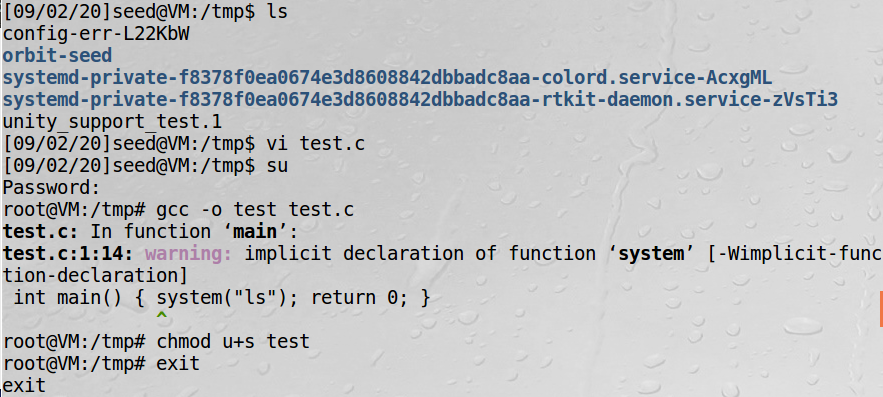 [09/02/20]seed@VM:/tmp$ ls
config-err-L22KbW
orbit-seed
systemd-private-f8378f0ea0674e3d8608842dbbadc8aa-colord.service-AcxgML
systemd-private-f8378f0ea0674e3d8608842dbbadc8aa-rtkit-daemon.service-zVsTi3
unity_support_test.1
[09/02/20]seed@VM:/tmp$ vi test.c
[09/02/20]seed@VM:/tmp$ su
Password:
root@VM:/tmp# gcc -o test test.c
test.c: In function ‘main’:
test.c:1:14: warning: implicit declaration of function ‘system’ [-Wimplicit-func
tion-declaration]
 int main() { system("ls"); return 0; }
              ^
root@VM:/tmp# chmod u+s test
root@VM:/tmp# exit
exit